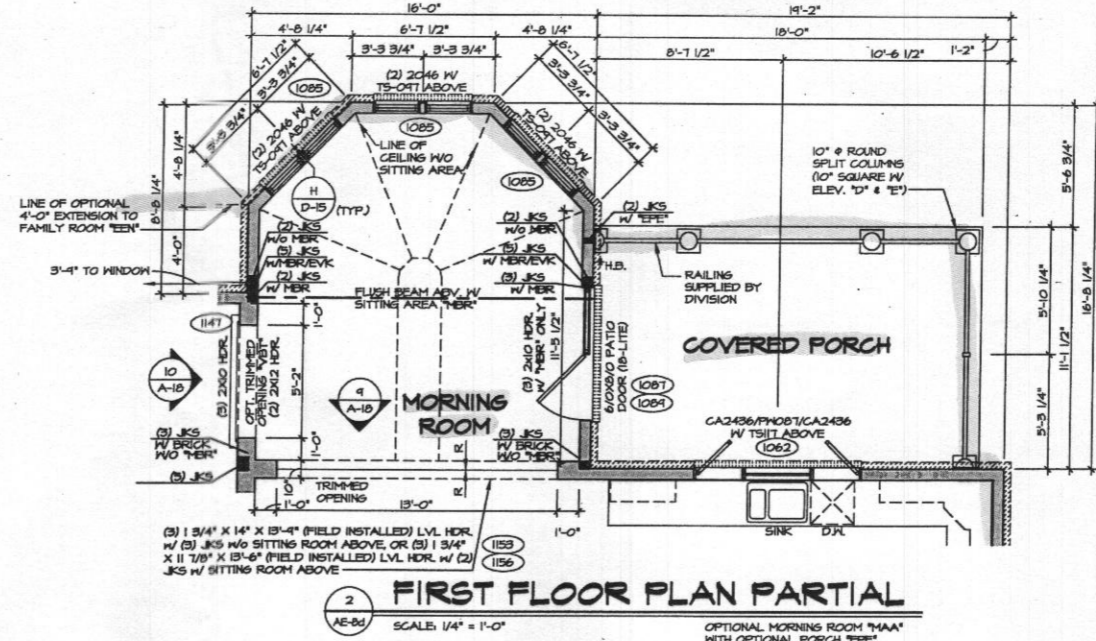 16'-0"
19'-2"
4'-8 1/4"
6'-7 1/2"
4'-8 1/4"
18'-0"
3'-3 3/4"
3'-3 3/4"
8'-7 1/2"
10'-6 1/2"
1'-2"
6'-7 1/2"
3'-3 3/4"
3'-3 3/4"
1085
(2) 2046 W/
TS-097 ABOVE
6'-7 1/2"
3'-3 3/4"
3'-3 3/4"
(2) 2046 W/
TS-097 ABOVE
1085
(2) 2046 W/
TS-097 ABOVE
1085
LINE OF
CEILING W/O
SITTING AREA
H
D-15
(TYP.)
10" Φ ROUND
SPLIT COLUMNS
(10" SQUARE W/
ELEV. "D" & "E")
4'-8 1/4"
8'-8 1/4"
4'-0"
5'-6 3/4"
LINE OF OPTIONAL
4'-0" EXTENSION TO
FAMILY ROOM "EEN"
3'-4" TO WINDOW
(2) JKS
W/O MBR
(5) JKS
W/MBR/EVK
(2) JKS
W/ MBR
(2) JKS
W/O MBR
(5) JKS
W/ MBR/EVK
(3) JKS
W/ MBR
(2) JKS
W/ "EPE"
H.B.
RAILING
SUPPLIED BY
DIVISION
FLUSH BEAM ABV. W/
SITTING AREA "MBR"
1147
(3) 2X10 HDR.
OPT. TRIMMED
OPENING "YBT"
(2) 2X12 HDR.
1'-0"
5'-2"
1'-0"
10
A-18
9
A-18
MORNING
ROOM
(3) 2X10 HDR.
W/ "MBR" ONLY
11'-5 1/2"
6/0X8/0 PATIO
DOOR (18-LITE)
1087
1089
COVERED PORCH
5'-10 1/4"
5'-3 1/4"
11'-1 1/2"
16'-8 1/4"
CA2436/PW087/CA2436
W/ TS117 ABOVE
1062
(3) JKS
W/ BRICK
W/O "MBR"
(5) JKS
(3) JKS
W/ BRICK
W/O "MBR"
R
R
10"
TRIMMED
OPENING
1'-0"
13'-0"
1'-0"
SINK
D.W.
(3) 1 3/4" X 14" X 13'-4" (FIELD INSTALLED) LVL HDR.
W/ (3) JKS W/O SITTING ROOM ABOVE, OR (3) 1 3/4"
X 11 7/8" X 13'-6" (FIELD INSTALLED) LVL HDR. W/ (2)
JKS W/ SITTING ROOM ABOVE
1153
1156
2
AE-8d
FIRST FLOOR PLAN PARTIAL
SCALE: 1/4" = 1'-0"
OPTIONAL MORNING ROOM "MAA"
WITH OPTIONAL PORCH "EPE"